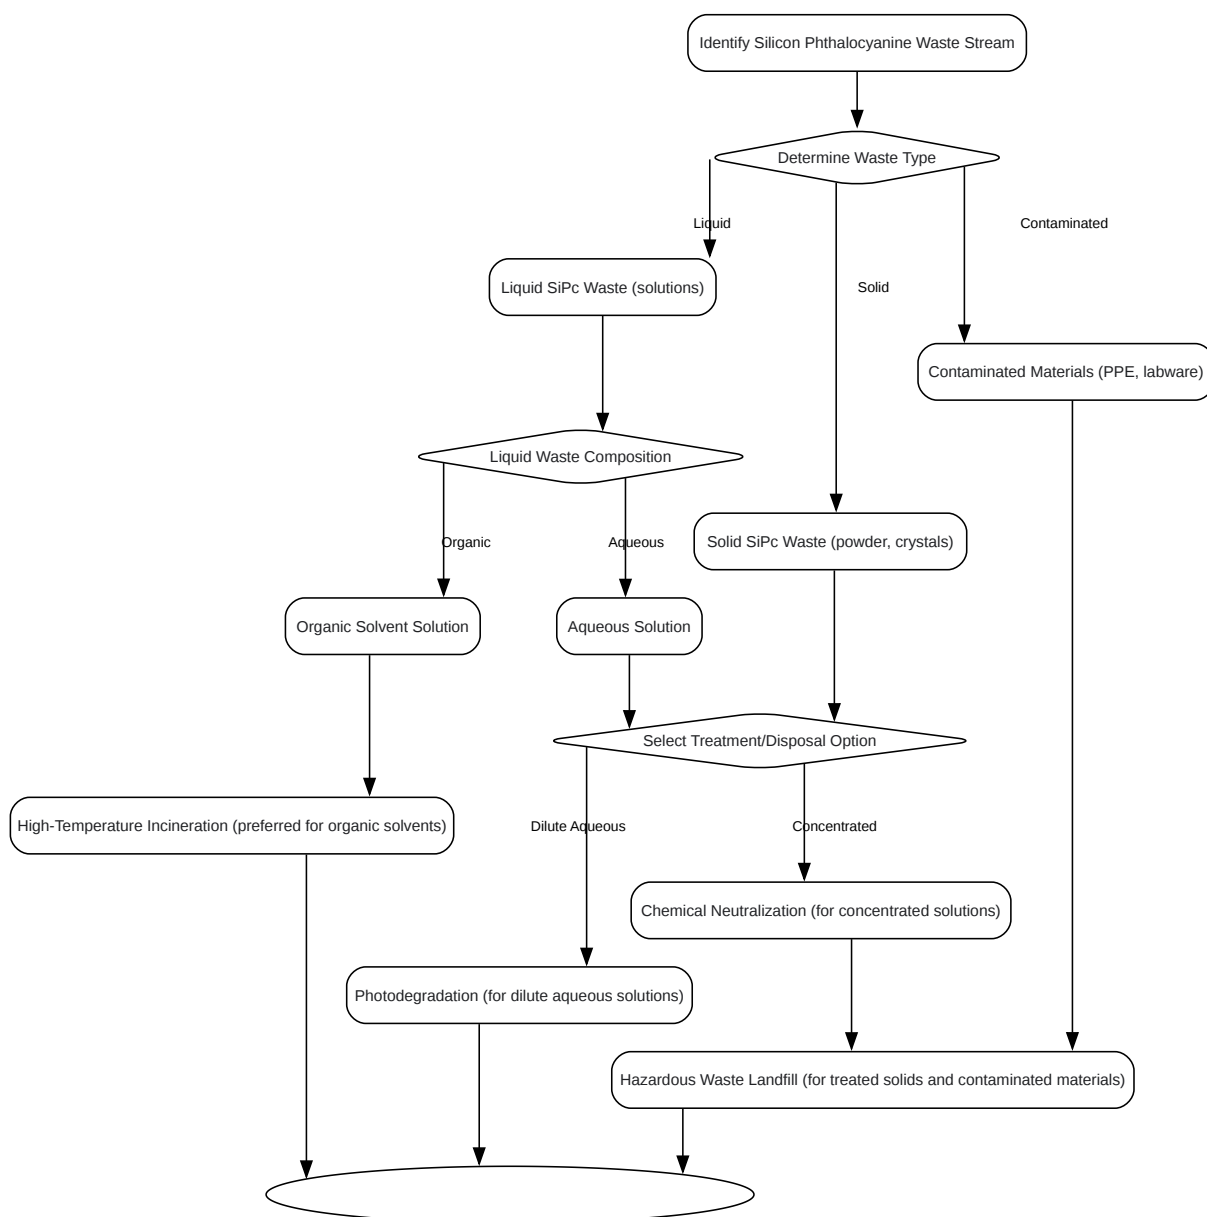 Identify Silicon Phthalocyanine Waste Stream
Determine Waste Type
Liquid
Contaminated
Liquid SiPc Waste (solutions)
Solid
Contaminated Materials (PPE, labware)
Liquid Waste Composition
Organic
Aqueous
Solid SiPc Waste (powder, crystals)
Organic Solvent Solution
Aqueous Solution
Select Treatment/Disposal Option
High-Temperature Incineration (preferred for organic solvents)
Dilute Aqueous
Concentrated
Chemical Neutralization (for concentrated solutions)
Photodegradation (for dilute aqueous solutions)
Hazardous Waste Landfill (for treated solids and contaminated materials)